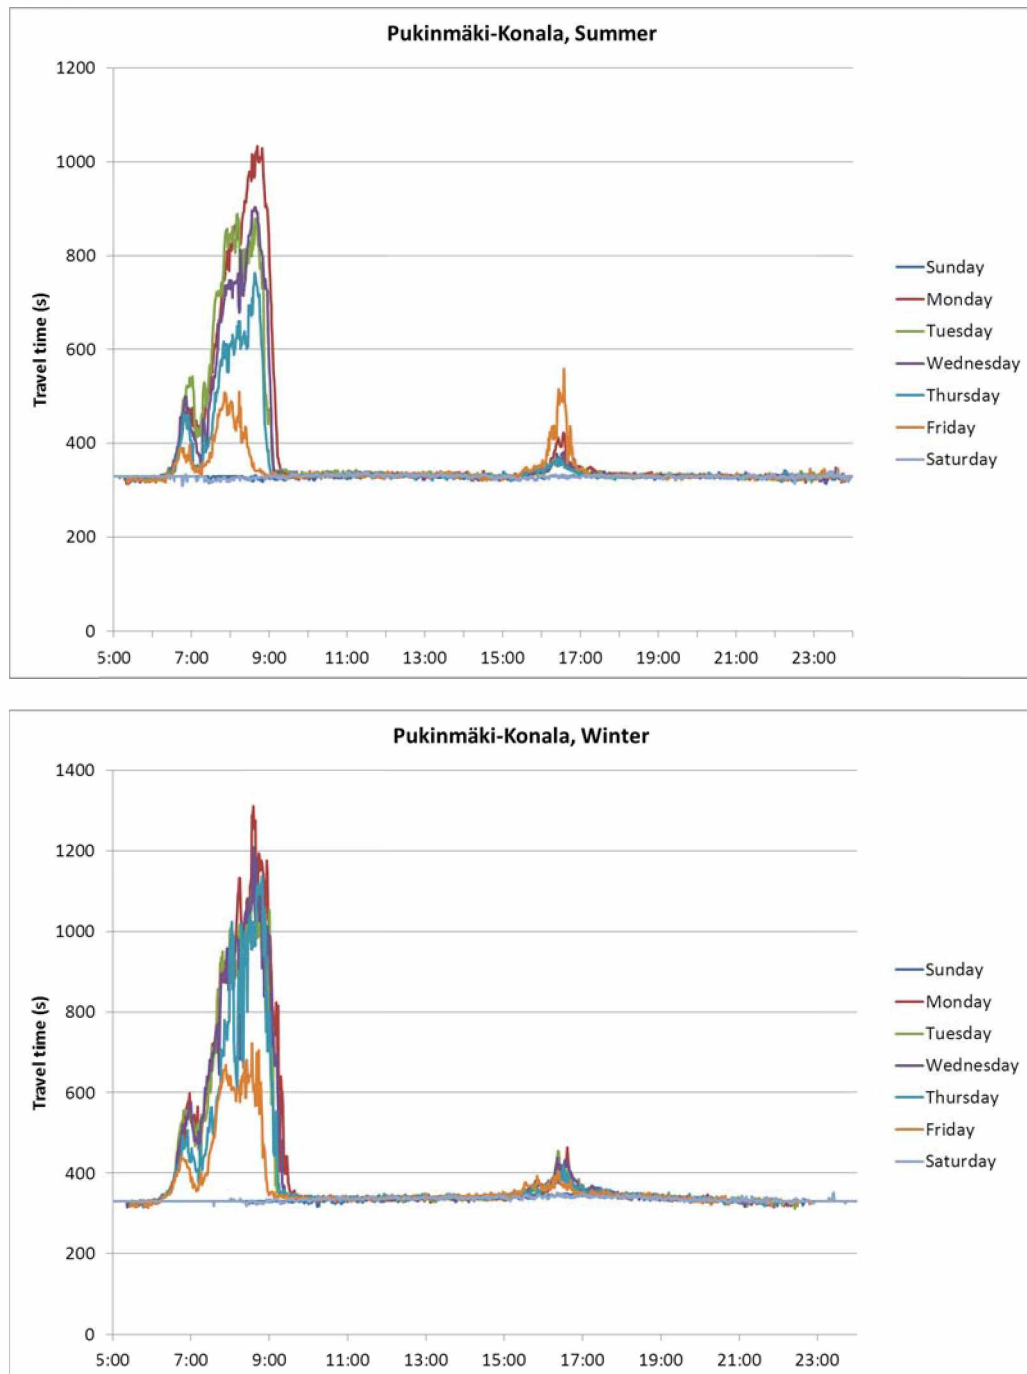 Pukinmäki-Konala, Summer
1200
1000
800
600
400
200
0
Travel time (s)
5:00 7:00 9:00 11:00 13:00 15:00 17:00 19:00 21:00 23:00
Sunday
Monday
Tuesday
Wednesday
Thursday
Friday
Saturday
Pukinmäki-Konala, Winter
1400
1200
1000
800
600
400
200
0
Travel time (s)
5:00 7:00 9:00 11:00 13:00 15:00 17:00 19:00 21:00 23:00
Sunday
Monday
Tuesday
Wednesday
Thursday
Friday
Saturday